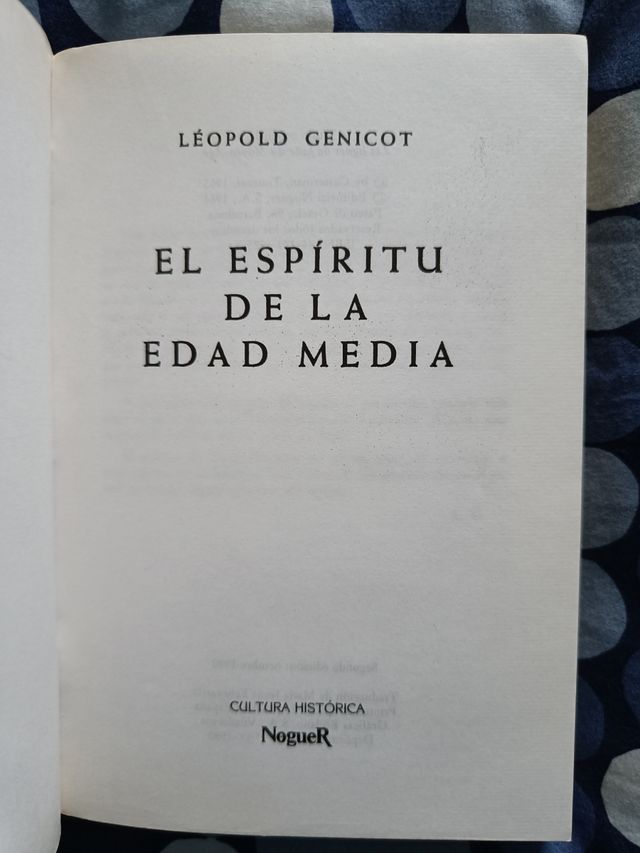 LÉOPOLD GENICOT
EL ESPÍRITU
DE LA
EDAD MEDIA
CULTURA HISTÓRICA
NogueR